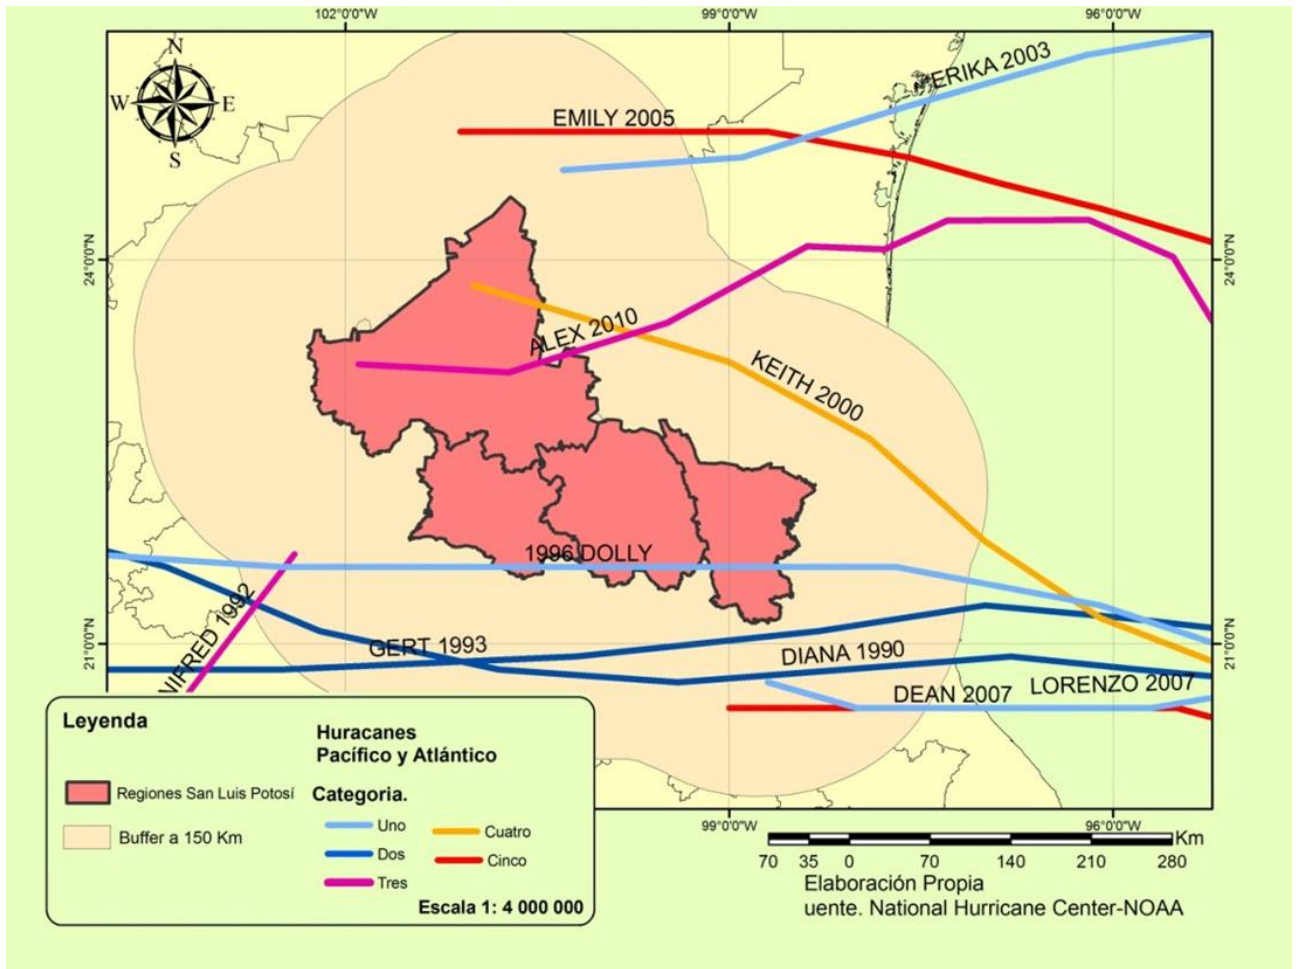 102°0'0"W 99°0'0"W 96°0'0"W
N
W E
S
ERIKA 2003
EMILY 2005
24°0'0"N 24°0'0"N
ALEX 2010
KEITH 2000
1996 DOLLY
NIFRED 1992
GERT 1993
DIANA 1990
21°0'0"N 21°0'0"N
DEAN 2007 LORENZO 2007
Leyenda
Huracanes
Pacífico y Atlántico
Regiones San Luis Potosí
Categoria.
Buffer a 150 Km
Uno
Cuatro
Dos
Cinco
Tres
Escala 1: 4 000 000
99°0'0"W 96°0'0"W
Km
70 35 0 70 140 210 280
Elaboración Propia
uente. National Hurricane Center-NOAA